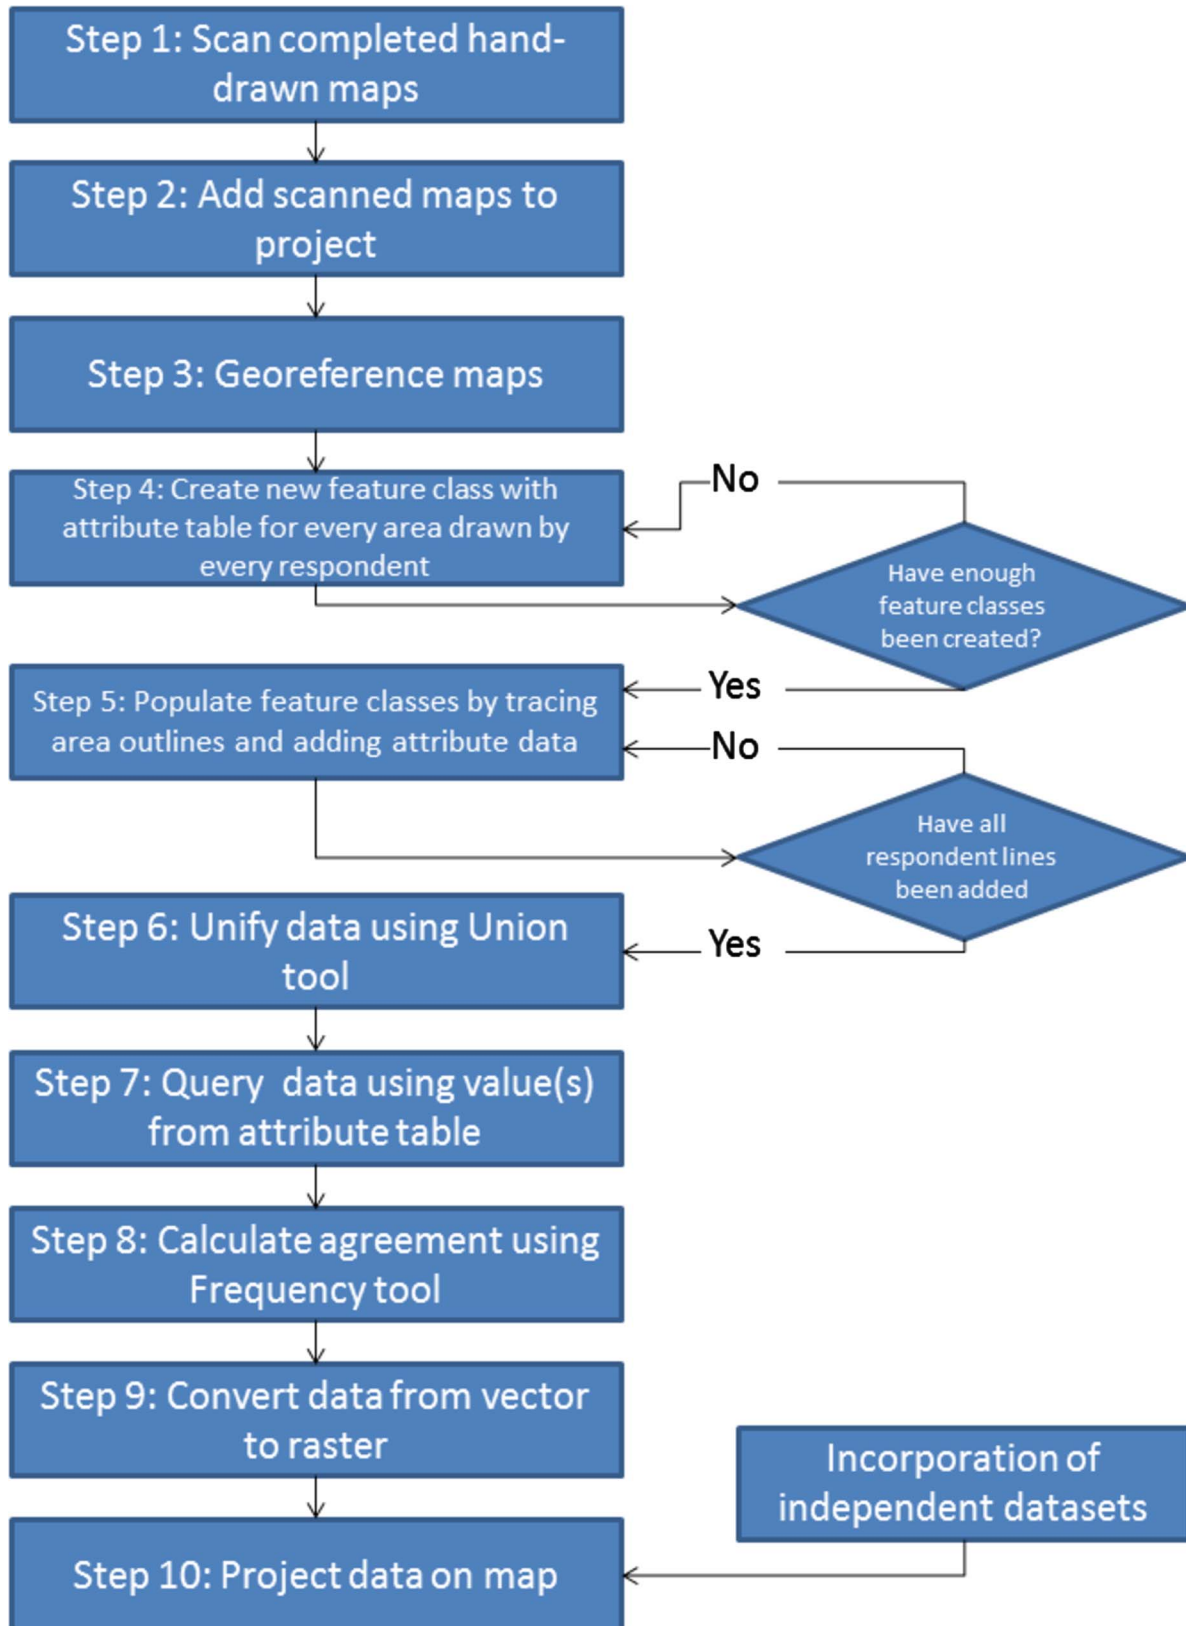 Step 1: Scan completed hand-
drawn maps
Step 2: Add scanned maps to
project
Step 3: Georeference maps
Step 4: Create new feature class with
attribute table for every area drawn by
every respondent
No
Have enough
feature classes
been created?
Yes
Step 5: Populate feature classes by tracing
area outlines and adding attribute data
No
Have all
respondent lines
been added
Yes
Step 6: Unify data using Union
tool
Step 7: Query data using value(s)
from attribute table
Step 8: Calculate agreement using
Frequency tool
Step 9: Convert data from vector
to raster
Incorporation of
independent datasets
Step 10: Project data on map